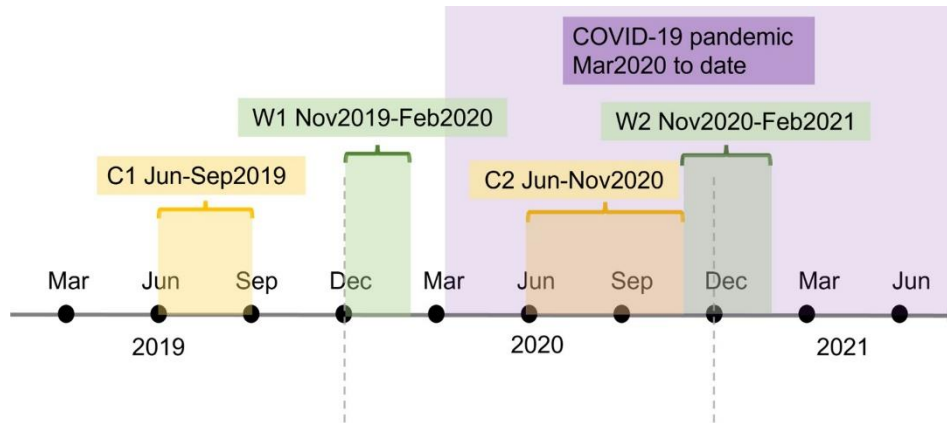 COVID-19 pandemic
Mar2020 to date
W1 Nov2019-Feb2020
W2 Nov2020-Feb2021
C1 Jun-Sep2019
C2 Jun-Nov2020
Mar Jun Sep Dec Mar Jun Sep Dec Mar Jun
2019 2020 2021